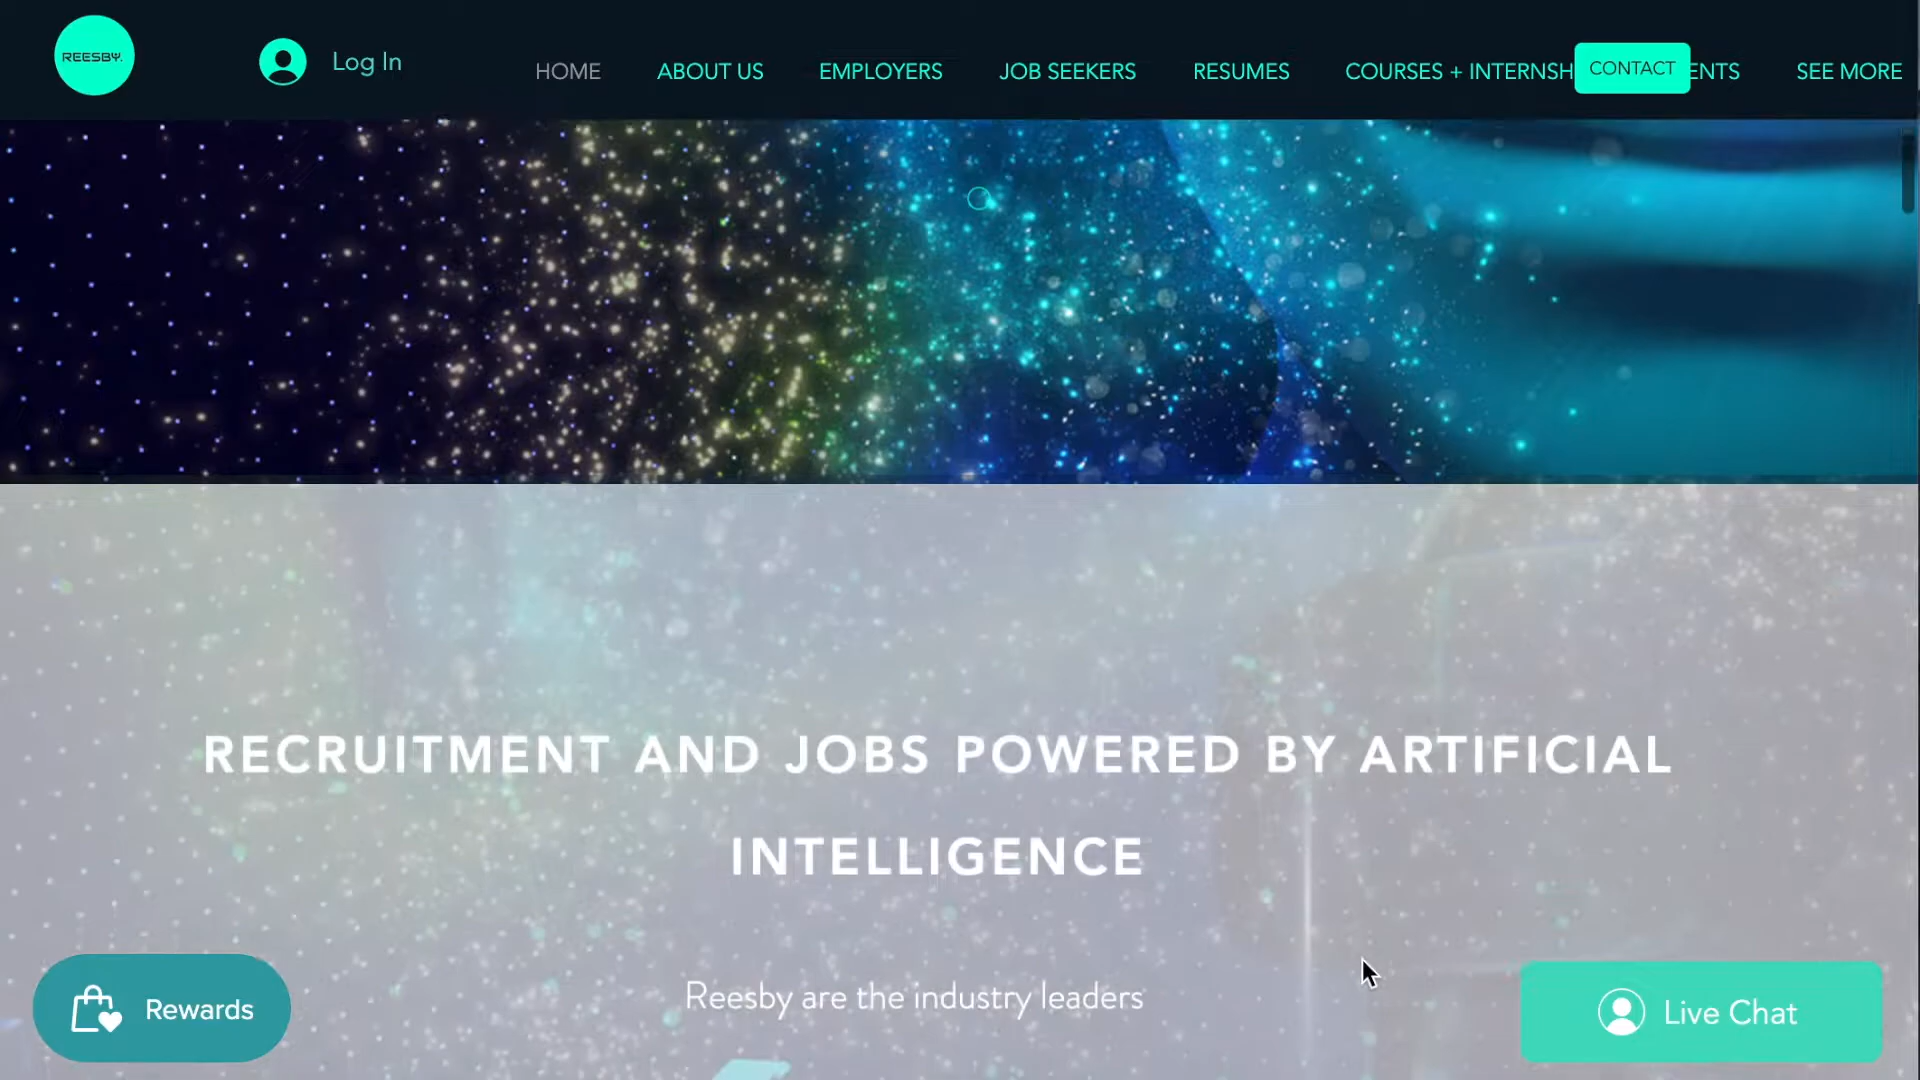 REESBY.
Log In
HOME
ABOUT US
EMPLOYERS
JOB SEEKERS
RESUMES
COURSES + INTERNSH
CONTACT
ENTS
SEE MORE
RECRUITMENT AND JOBS POWERED BY ARTIFICIAL
INTELLIGENCE
Reesby are the industry leaders
Rewards
Live Chat